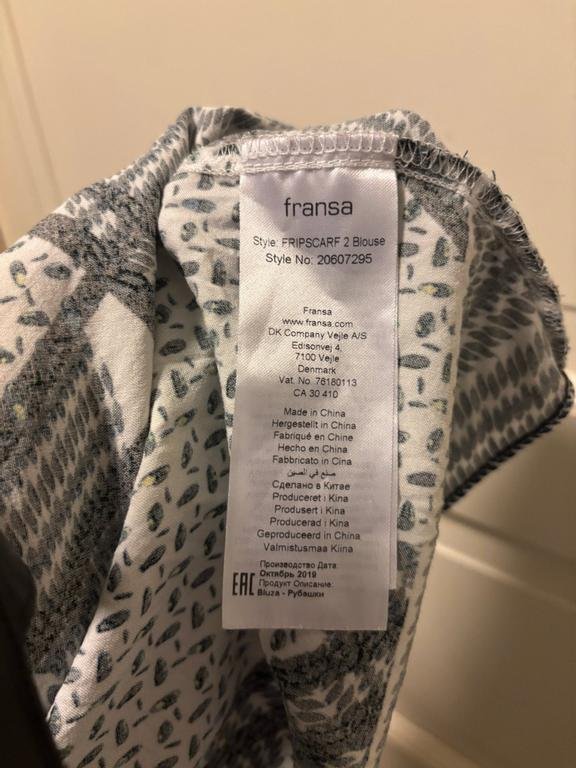 fransa
Style: FRIPSCARF 2 Blouse
Style No: 20607295
Fransa
www.fransa.com
DK Company Vejle A/S
Edisonvej 4,
7100 Vejle
Denmark
Vat. No. 76180113
CA 30 410
Made in China
Hergestellt in China
Fabriqué en Chine
Hecho en China
Fabbricato in Cina
صنع في الصين
Сделано в Китае
Produceret i Kina
Produsert i Kina
Producerad i Kina
Geproduceerd in China
Valmistusmaa Kiina
Производство Дата:
Октябрь 2019
EAC Продукт Описание:
Bluza - Рубашки